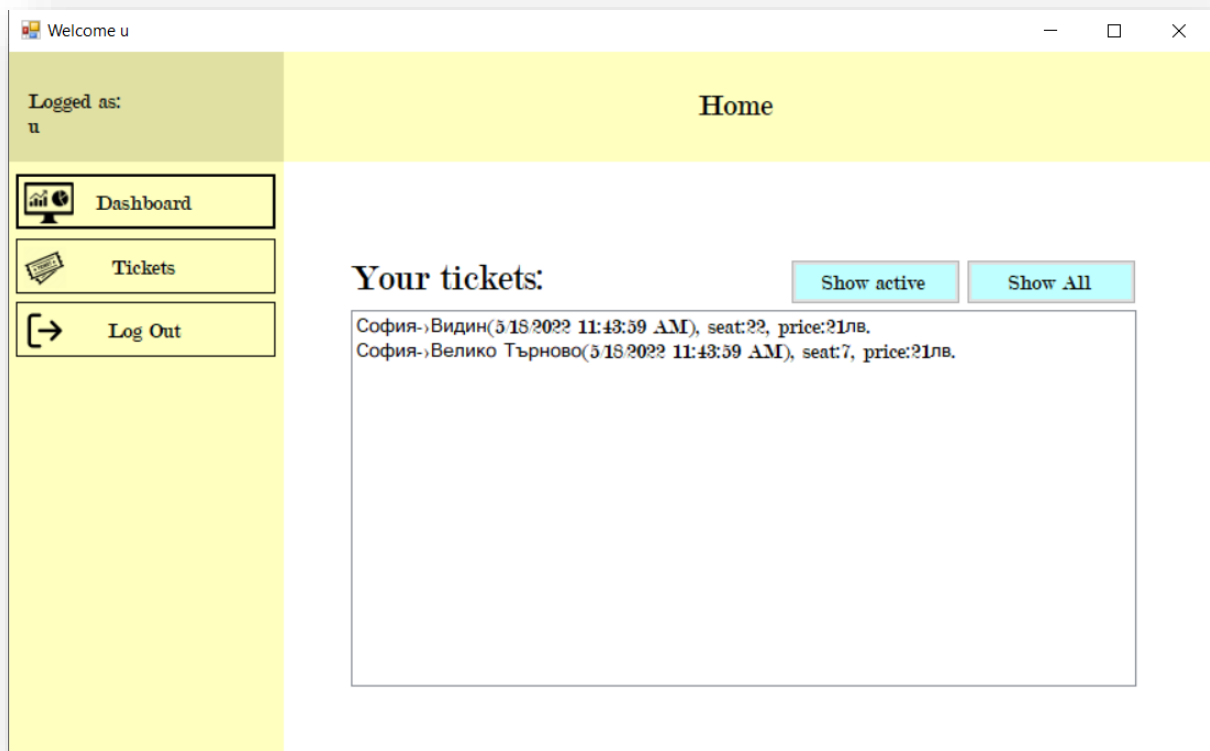 Welcome u
Logged as:
u
Home
Dashboard
Tickets
Log Out
Your tickets:
Show active
Show All
София->Видин(5/18/2022 11:43:59 AM), seat:22, price:21лв.
София->Велико Търново(5/18/2022 11:43:59 AM), seat:7, price:21лв.